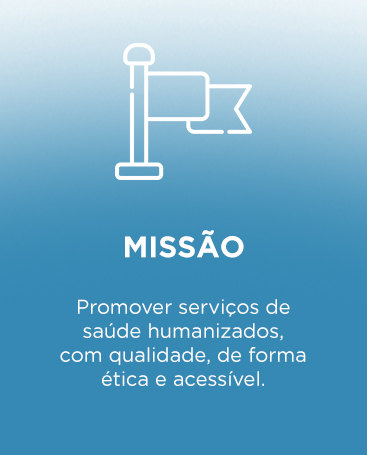 MISSÃO
Promover serviços de
saúde humanizados,
com qualidade, de forma
ética e acessível.